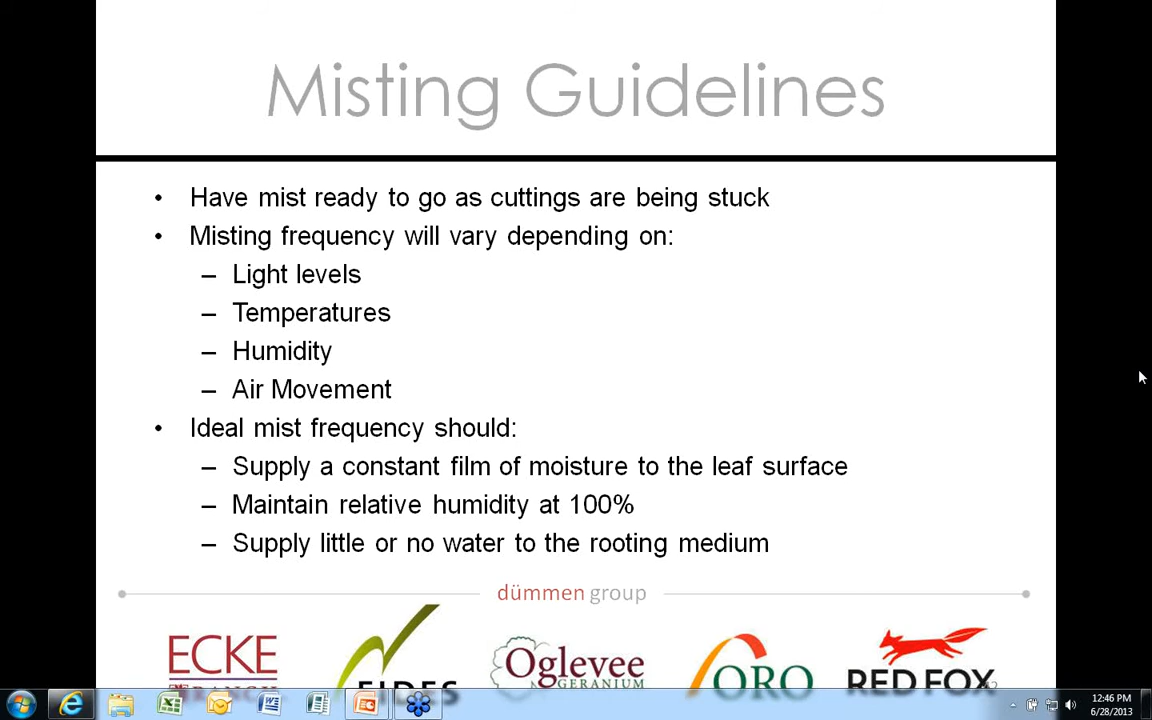 Misting Guidelines
• Have mist ready to go as cuttings are being stuck
• Misting frequency will vary depending on:
– Light levels
– Temperatures
– Humidity
– Air Movement
• Ideal mist frequency should:
– Supply a constant film of moisture to the leaf surface
– Maintain relative humidity at 100%
– Supply little or no water to the rooting medium
dümmen group
ECKE
FIDES
Oglevee
GERANIUM
ORO
RED FOX
12:46 PM
6/28/2013